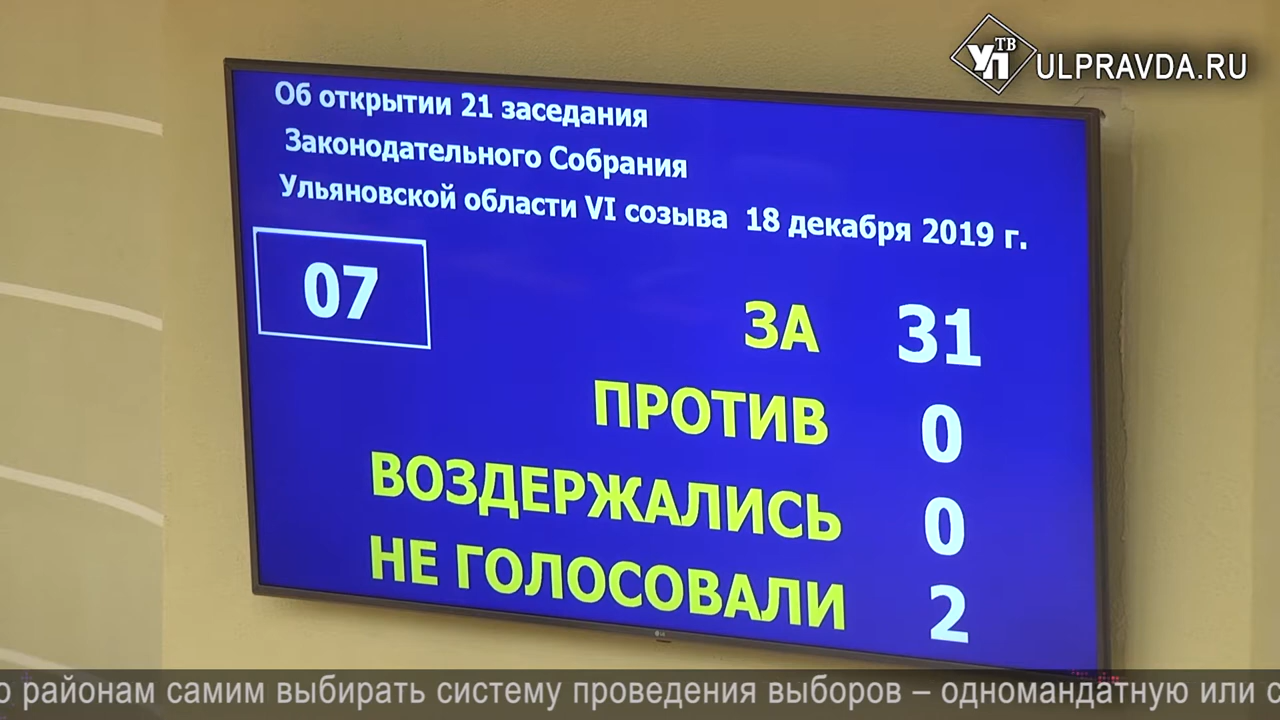 УП ТВ ULPRAVDA.RU
Об открытии 21 заседания
Законодательного Собрания
Ульяновской области VI созыва 18 декабря 2019 г.
07
ЗА 31
ПРОТИВ 0
ВОЗДЕРЖАЛИСЬ 0
НЕ ГОЛОСОВАЛИ 2
LG
о районам самим выбирать систему проведения выборов – одномандатную или с